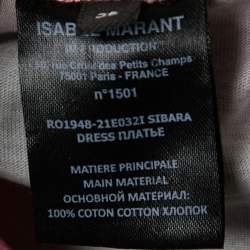 ISABEL MARANT
IM PRODUCTION
50, rue Croix des Petits Champs
75001 Paris - FRANCE
n°1501
RO1948-21E032I SIBARA
DRESS ПЛАТЬЕ
MATIERE PRINCIPALE
MAIN MATERIAL
ОСНОВНОЙ МАТЕРИАЛ:
100% COTON COTTON ХЛОПОК